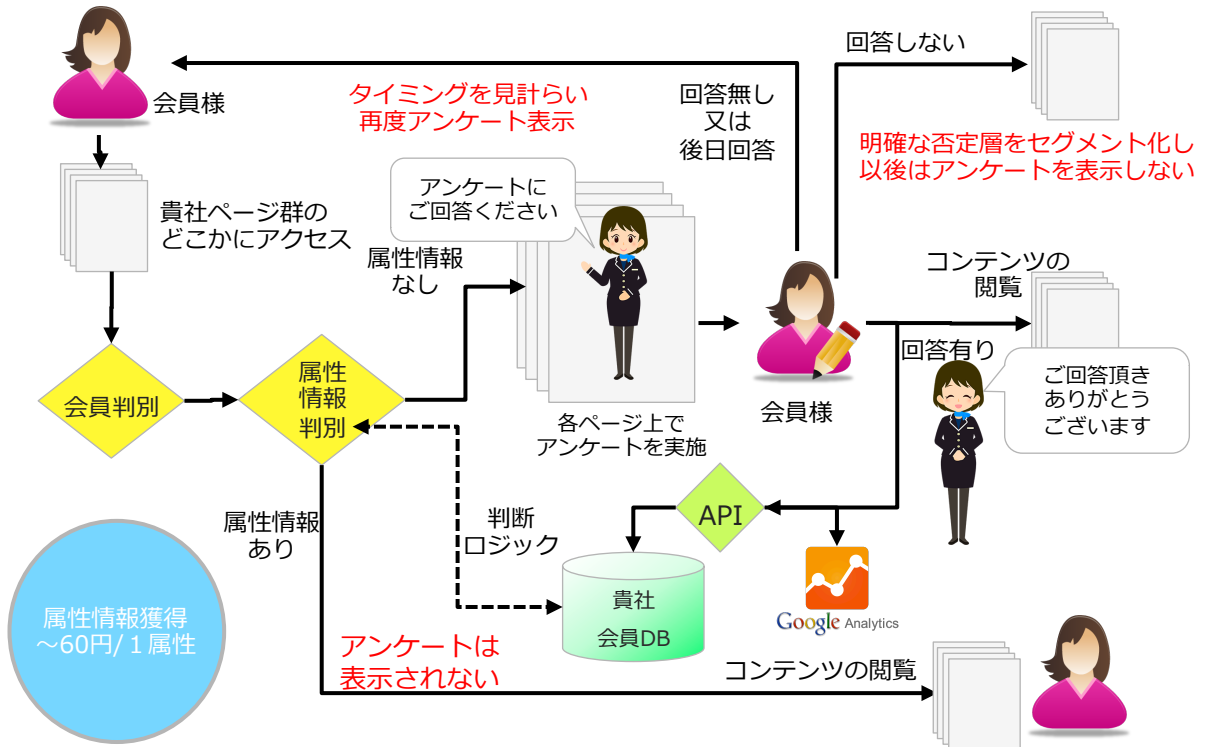 会員様
貴社ページ群の
どこかにアクセス
会員判別
属性
情報
判別
属性情報
なし
アンケートに
ご回答ください
各ページ上で
アンケートを実施
タイミングを見計らい
再度アンケート表示
回答無し
又は
後日回答
会員様
回答しない
明確な否定層をセグメント化し
以後はアンケートを表示しない
コンテンツの
閲覧
回答有り
ご回答頂き
ありがとう
ございます
API
Google Analytics
貴社
会員DB
判断
ロジック
属性情報
あり
アンケートは
表示されない
コンテンツの閲覧
属性情報獲得
～60円/１属性